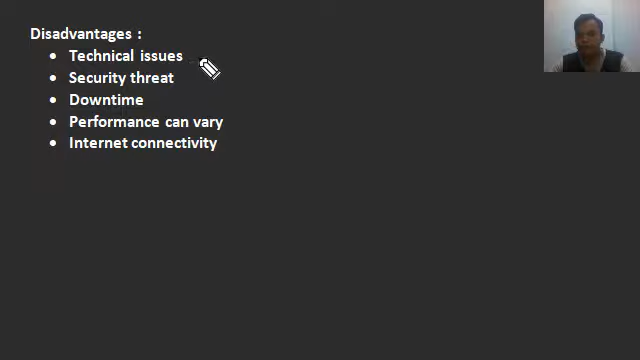 Disadvantages :
• Technical issues
• Security threat
• Downtime
• Performance can vary
• Internet connectivity